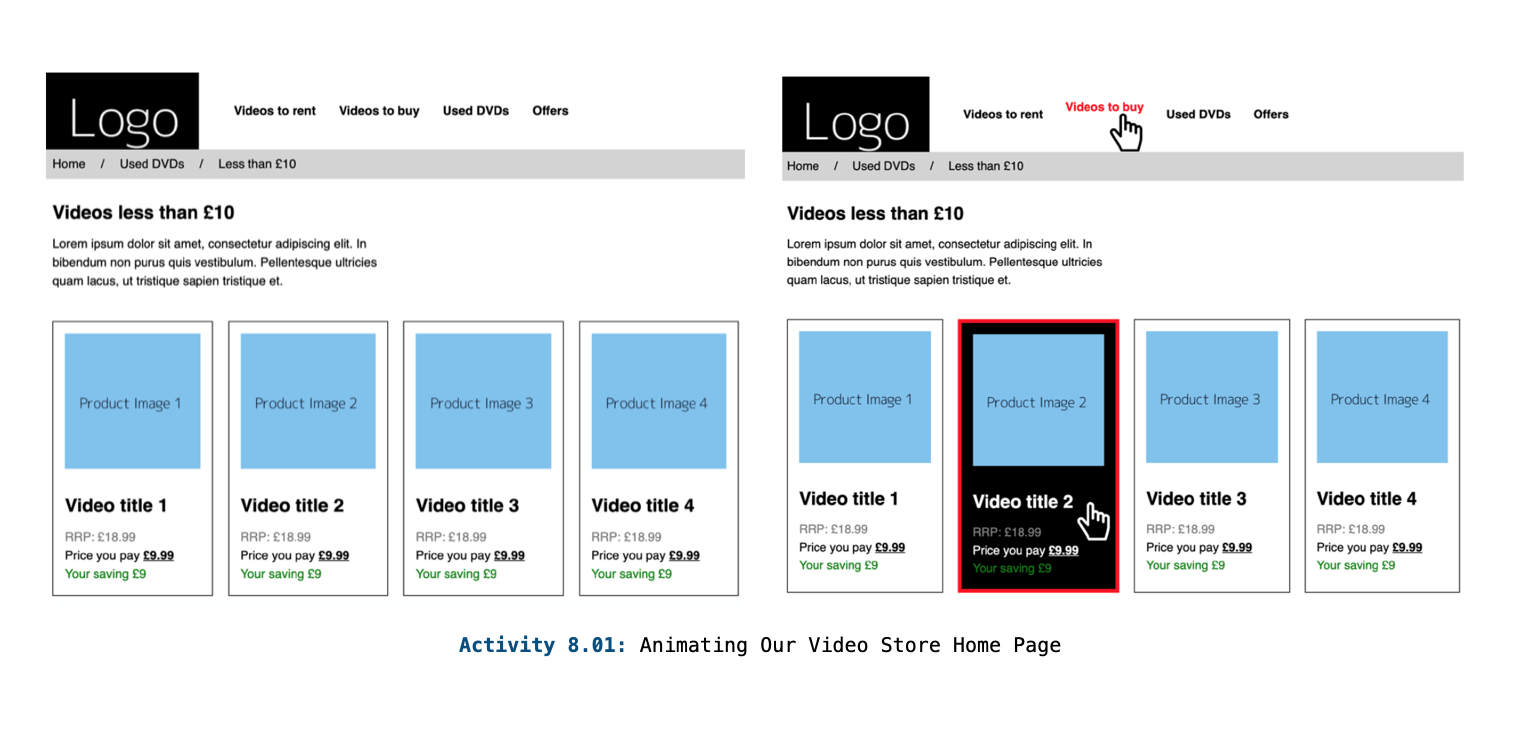 Logo
Videos to rent Videos to buy Used DVDs Offers
Home / Used DVDs / Less than £10
Videos less than £10
Lorem ipsum dolor sit amet, consectetur adipiscing elit. In
bibendum non purus quis vestibulum. Pellentesque ultricies
quam lacus, ut tristique sapien tristique et.
Product Image 1
Video title 1
RRP: £18.99
Price you pay £9.99
Your saving £9
Product Image 2
Video title 2
RRP: £18.99
Price you pay £9.99
Your saving £9
Product Image 3
Video title 3
RRP: £18.99
Price you pay £9.99
Your saving £9
Product Image 4
Video title 4
RRP: £18.99
Price you pay £9.99
Your saving £9
Logo
Videos to rent Videos to buy Used DVDs Offers
Home / Used DVDs / Less than £10
Videos less than £10
Lorem ipsum dolor sit amet, consectetur adipiscing elit. In
bibendum non purus quis vestibulum. Pellentesque ultricies
quam lacus, ut tristique sapien tristique et.
Product Image 1
Video title 1
RRP: £18.99
Price you pay £9.99
Your saving £9
Product Image 2
Video title 2
RRP: £18.99
Price you pay £9.99
Your saving £9
Product Image 3
Video title 3
RRP: £18.99
Price you pay £9.99
Your saving £9
Product Image 4
Video title 4
RRP: £18.99
Price you pay £9.99
Your saving £9
Activity 8.01: Animating Our Video Store Home Page